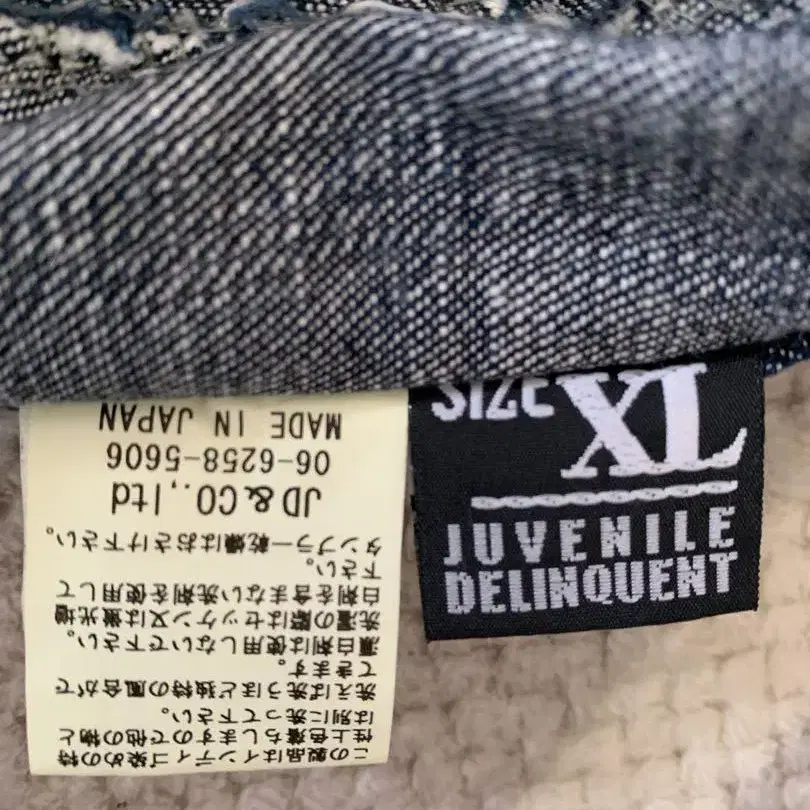 この製品はインディゴ染めの特
性上色落ちしますので他の物と
は別に洗って下さい。
洗えば洗うほど独特の風合がで
てきます。
漂白剤は使用しないで下さい。
洗濯の際はセッケン又は蛍光増
白剤を含まない洗剤を使用して
下さい。
タンブラー乾燥はおさけ下さい。
JD&CO.,ltd
06-6258-5606
MADE IN JAPAN
SIZE XL
JUVENILE
DELINQUENT